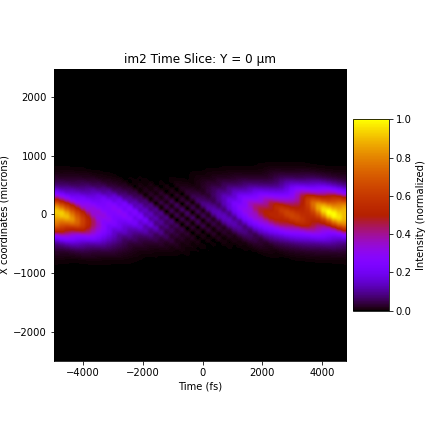 im2 Time Slice: Y = 0 µm
2000
1000
0
−1000
−2000
X coordinates (microns)
−4000 −2000 0 2000 4000
Time (fs)
1.0
0.8
0.6
0.4
0.2
0.0
Intensity (normalized)